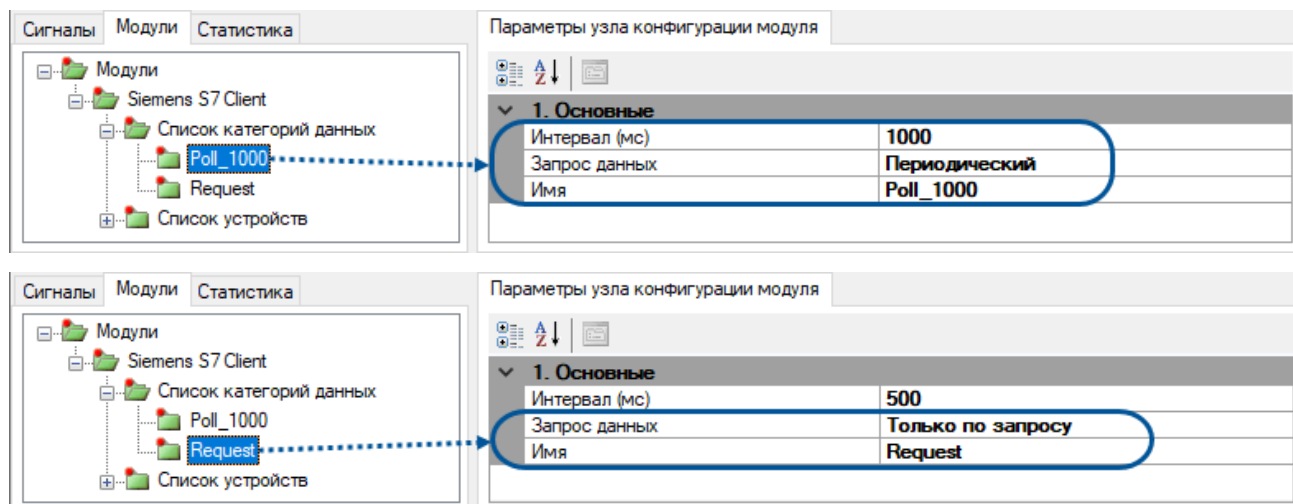 Сигналы Модули Статистика
Параметры узла конфигурации модуля
Модули
Siemens S7 Client
Список категорий данных
Poll_1000
Request
Список устройств
1. Основные
Интервал (мс) 1000
Запрос данных Периодический
Имя Poll_1000
Сигналы Модули Статистика
Параметры узла конфигурации модуля
Модули
Siemens S7 Client
Список категорий данных
Poll_1000
Request
Список устройств
1. Основные
Интервал (мс) 500
Запрос данных Только по запросу
Имя Request